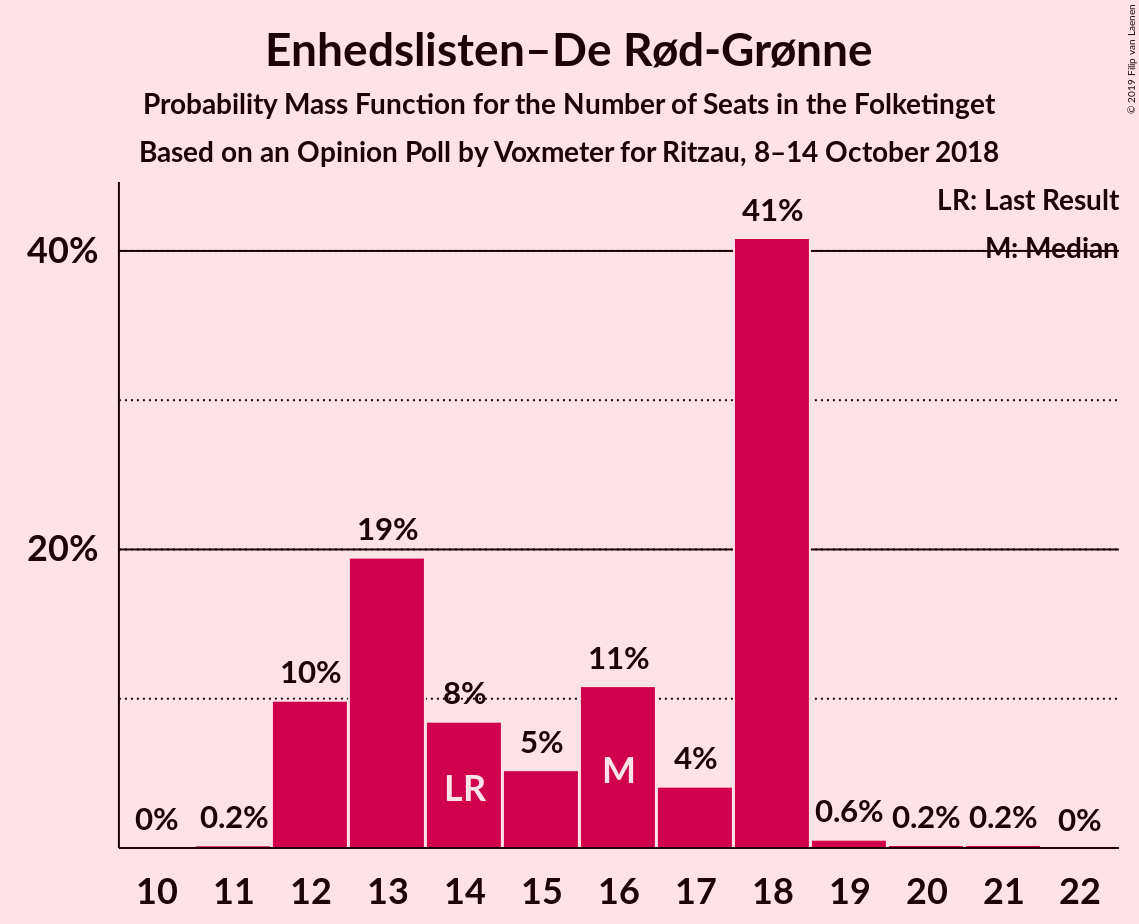 Enhedslisten–De Rød-Grønne
Probability Mass Function for the Number of Seats in the Folketinget
Based on an Opinion Poll by Voxmeter for Ritzau, 8–14 October 2018
© 2019 Filip van Laenen
LR: Last Result
M: Median
40%
20%
0%
0.2%
10%
19%
8%
5%
11%
4%
41%
0.6%
0.2%
0.2%
0%
LR
M
10 11 12 13 14 15 16 17 18 19 20 21 22